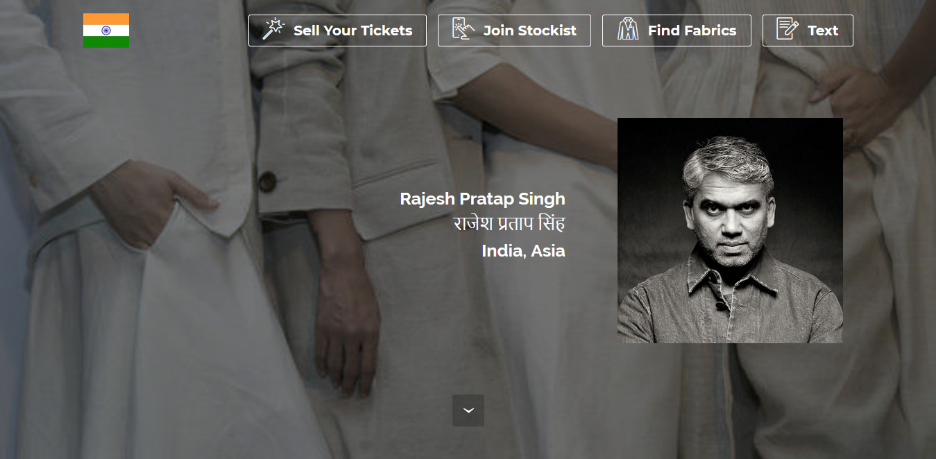 Sell Your Tickets
Join Stockist
Find Fabrics
Text
Rajesh Pratap Singh
राजेश प्रताप सिंह
India, Asia